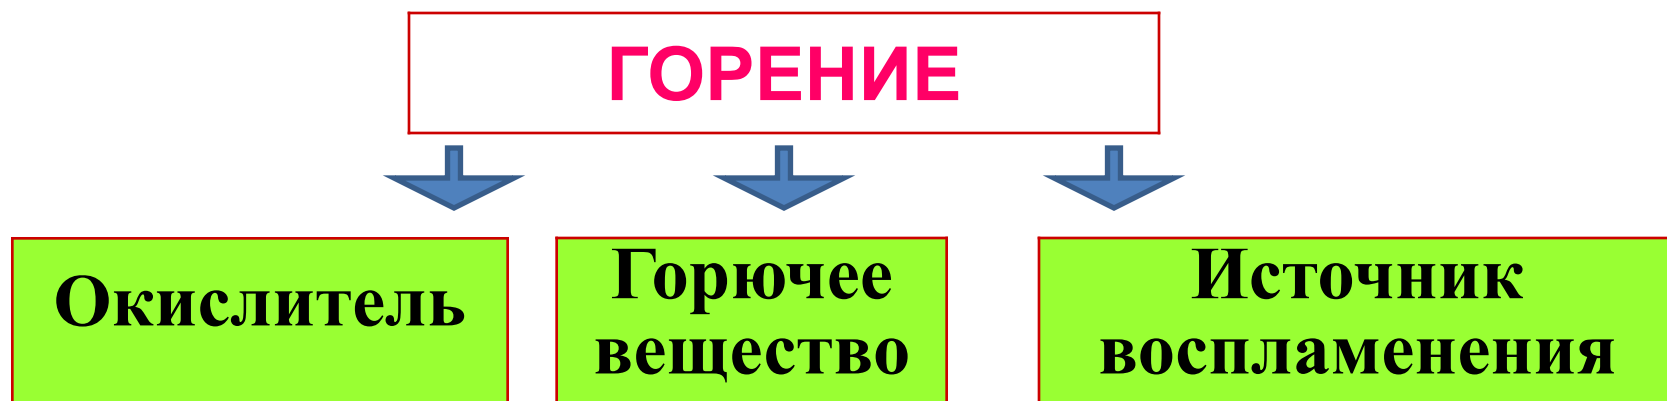 ГОРЕНИЕ
Окислитель
Горючее
вещество
Источник
воспламенения